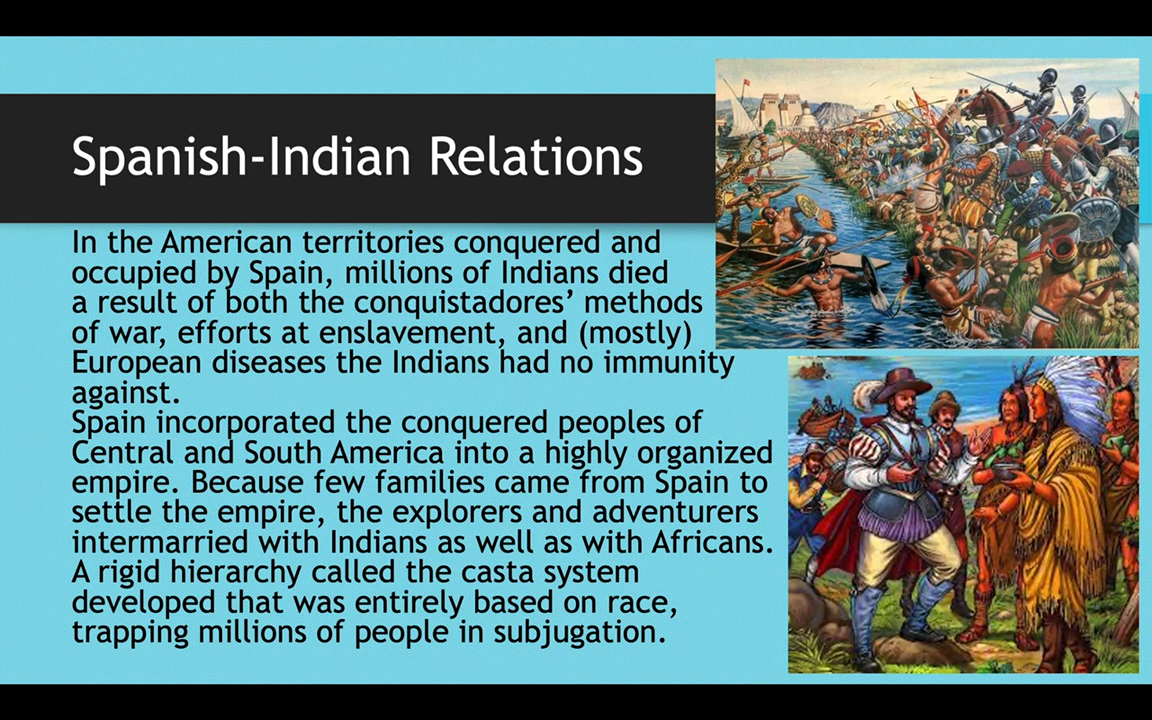 Spanish-Indian Relations
In the American territories conquered and
occupied by Spain, millions of Indians died
a result of both the conquistadores’ methods
of war, efforts at enslavement, and (mostly)
European diseases the Indians had no immunity
against.
Spain incorporated the conquered peoples of
Central and South America into a highly organized
empire. Because few families came from Spain to
settle the empire, the explorers and adventurers
intermarried with Indians as well as with Africans.
A rigid hierarchy called the casta system
developed that was entirely based on race,
trapping millions of people in subjugation.